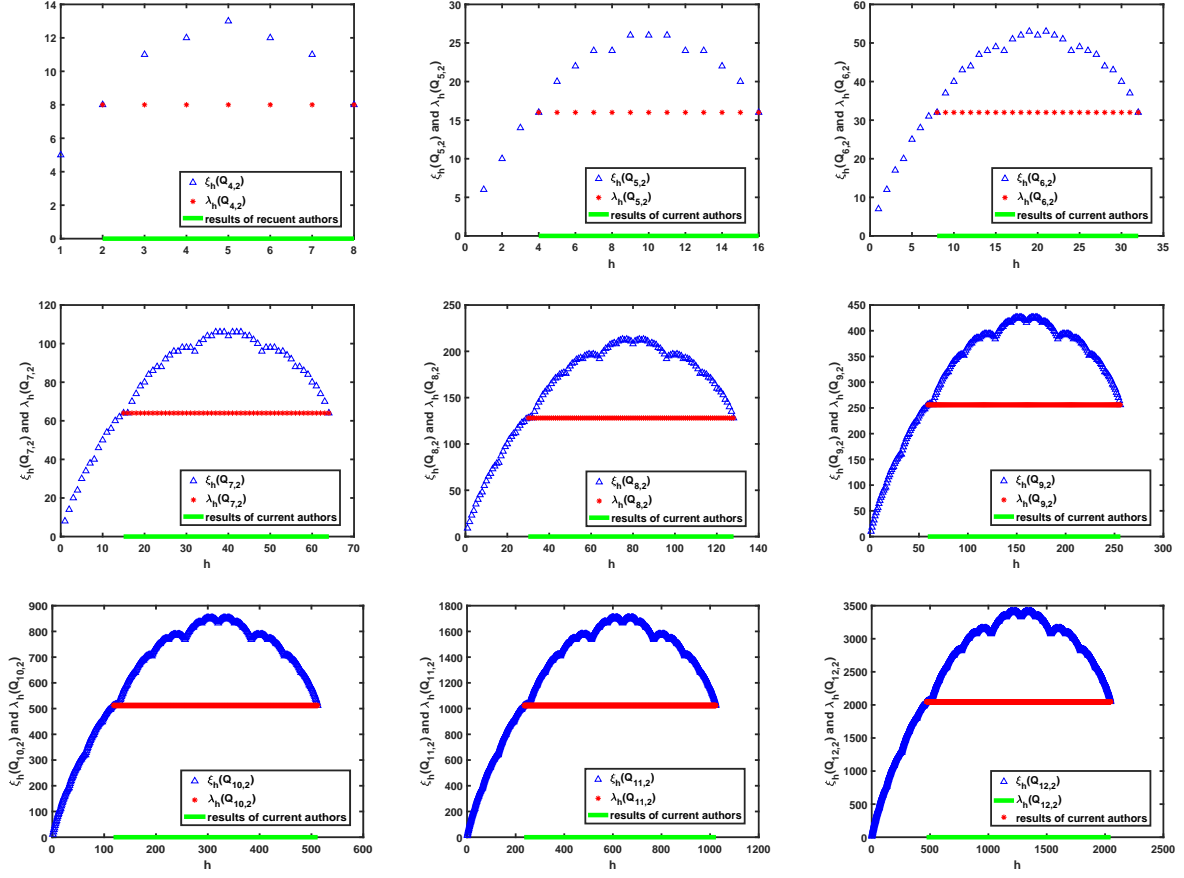 14
12
10
8
6
4
2
0
1 2 3 4 5 6 7 8
ξh(Q4,2)
λh(Q4,2)
results of recuent authors
ξh(Q5,2) and λh(Q5,2)
30
25
20
15
10
5
0
0 2 4 6 8 10 12 14 16
h
ξh(Q5,2)
λh(Q5,2)
results of current authors
ξh(Q6,2) and λh(Q6,2)
60
50
40
30
20
10
0
0 5 10 15 20 25 30 35
h
ξh(Q6,2)
λh(Q6,2)
results of current authors
ξh(Q7,2) and λh(Q7,2)
120
100
80
60
40
20
0
0 10 20 30 40 50 60 70
h
ξh(Q7,2)
λh(Q7,2)
results of current authors
ξh(Q8,2) and λh(Q8,2)
250
200
150
100
50
0
0 20 40 60 80 100 120 140
h
ξh(Q8,2)
λh(Q8,2)
results of current authors
ξh(Q9,2) and λh(Q9,2)
450
400
350
300
250
200
150
100
50
0
0 50 100 150 200 250 300
h
ξh(Q9,2)
λh(Q9,2)
results of current authors
ξh(Q10,2) and λh(Q10,2)
900
800
700
600
500
400
300
200
100
0
0 100 200 300 400 500 600
h
ξh(Q10,2)
λh(Q10,2)
results of current authors
ξh(Q11,2) and λh(Q11,2)
1800
1600
1400
1200
1000
800
600
400
200
0
0 200 400 600 800 1000 1200
h
ξh(Q11,2)
λh(Q11,2)
results of current authors
ξh(Q12,2) and λh(Q12,2)
3500
3000
2500
2000
1500
1000
500
0
0 500 1000 1500 2000 2500
h
ξh(Q12,2)
λh(Q12,2)
results of current authors